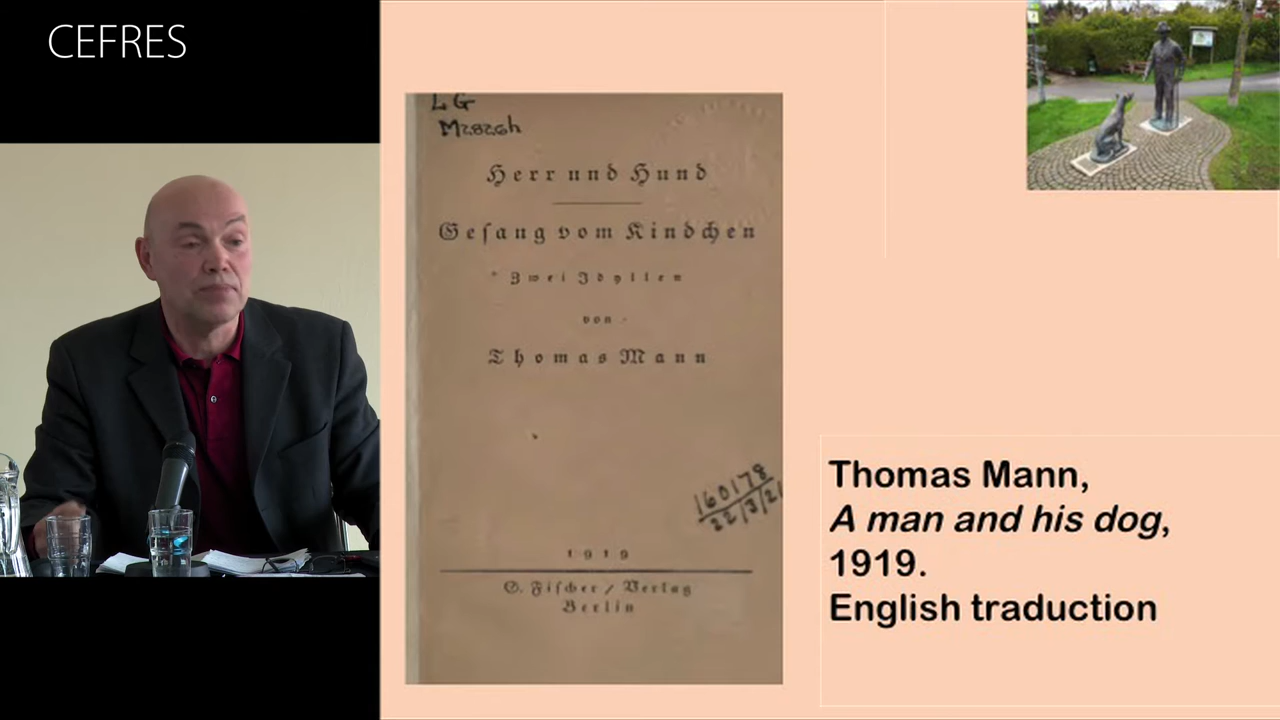 CEFRES
L G
Mr282gh
Herr und Hund
Gesang vom Kindchen
Zwei Idyllen
von
Thomas Mann
160178
22/3/21
1919
S. Fischer / Verlag
Berlin
Thomas Mann,
A man and his dog,
1919.
English traduction